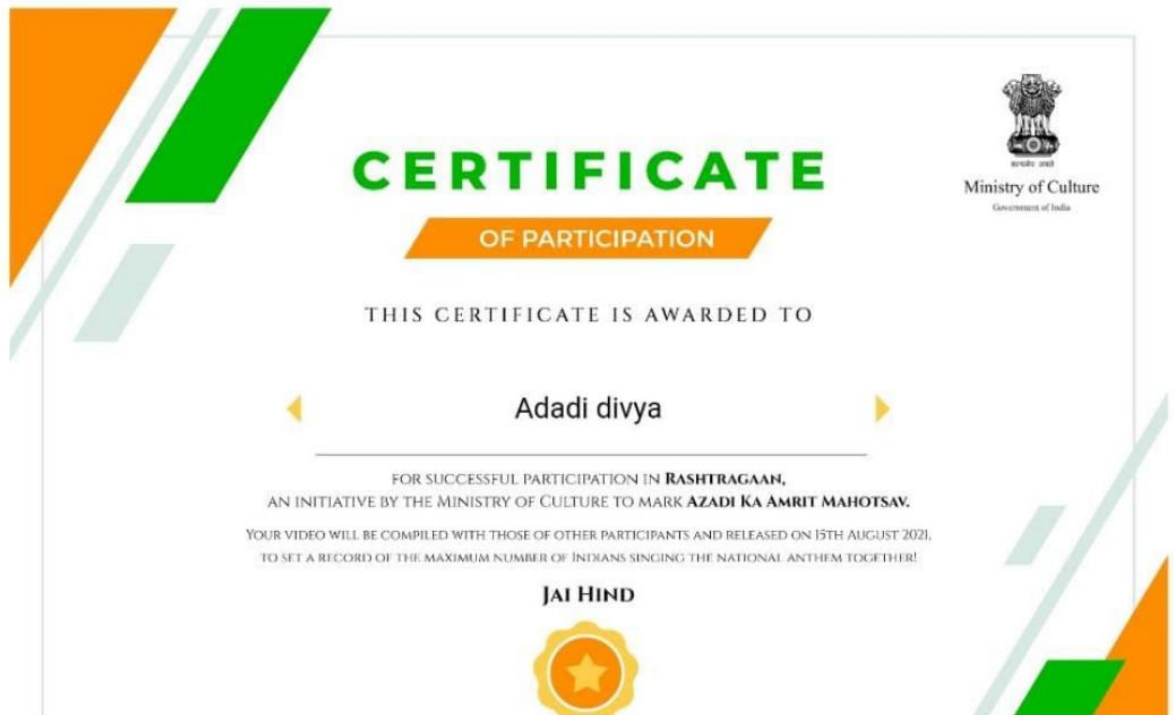 सत्यमेव जयते
Ministry of Culture
Government of India
CERTIFICATE
OF PARTICIPATION
THIS CERTIFICATE IS AWARDED TO
Adadi divya
FOR SUCCESSFUL PARTICIPATION IN RASHTRAGAAN,
AN INITIATIVE BY THE MINISTRY OF CULTURE TO MARK AZADI KA AMRIT MAHOTSAV.
YOUR VIDEO WILL BE COMPILED WITH THOSE OF OTHER PARTICIPANTS AND RELEASED ON 15TH AUGUST 2021,
TO SET A RECORD OF THE MAXIMUM NUMBER OF INDIANS SINGING THE NATIONAL ANTHEM TOGETHER!
JAI HIND